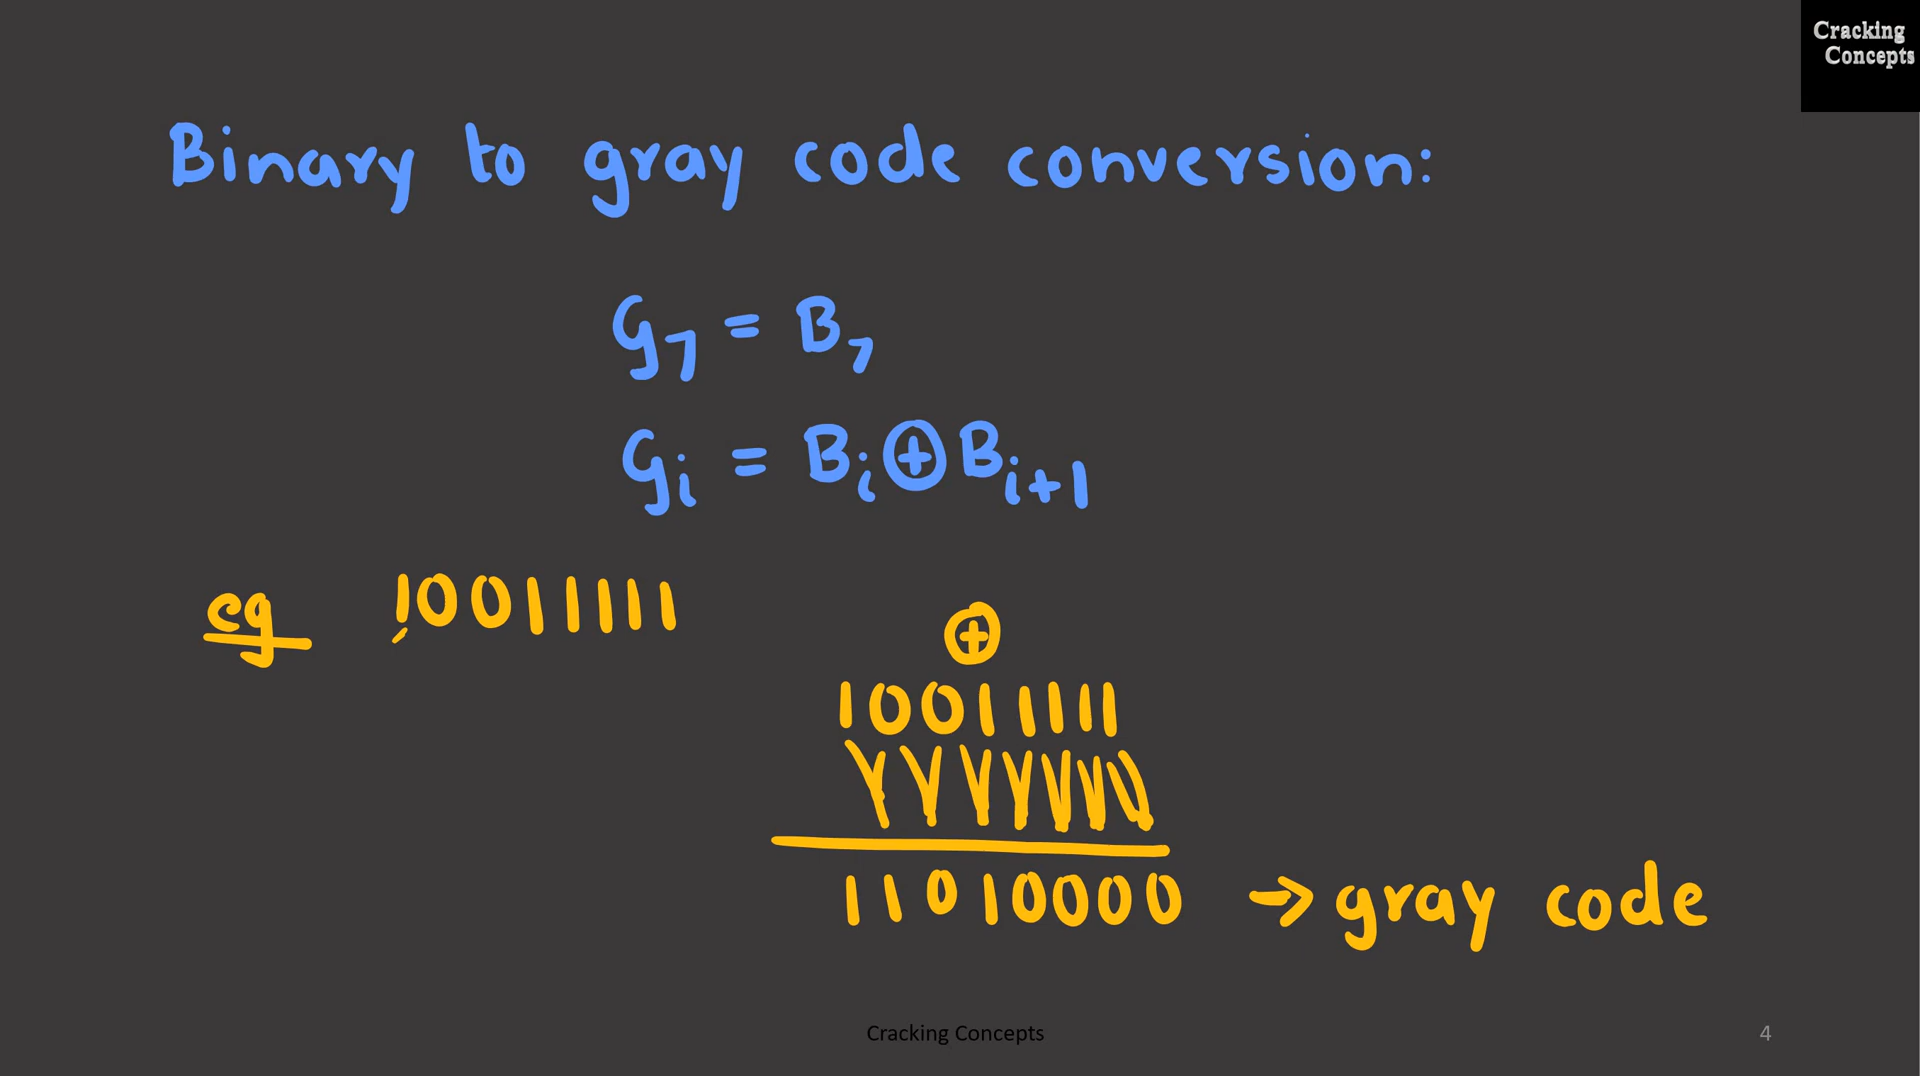 Cracking
Concepts
Binary to gray code conversion:
G₇ = B₇
Gᵢ = Bᵢ ⊕ Bᵢ₊₁
eg 10011111
⊕
10011111
11010000 → gray code
Cracking Concepts
4